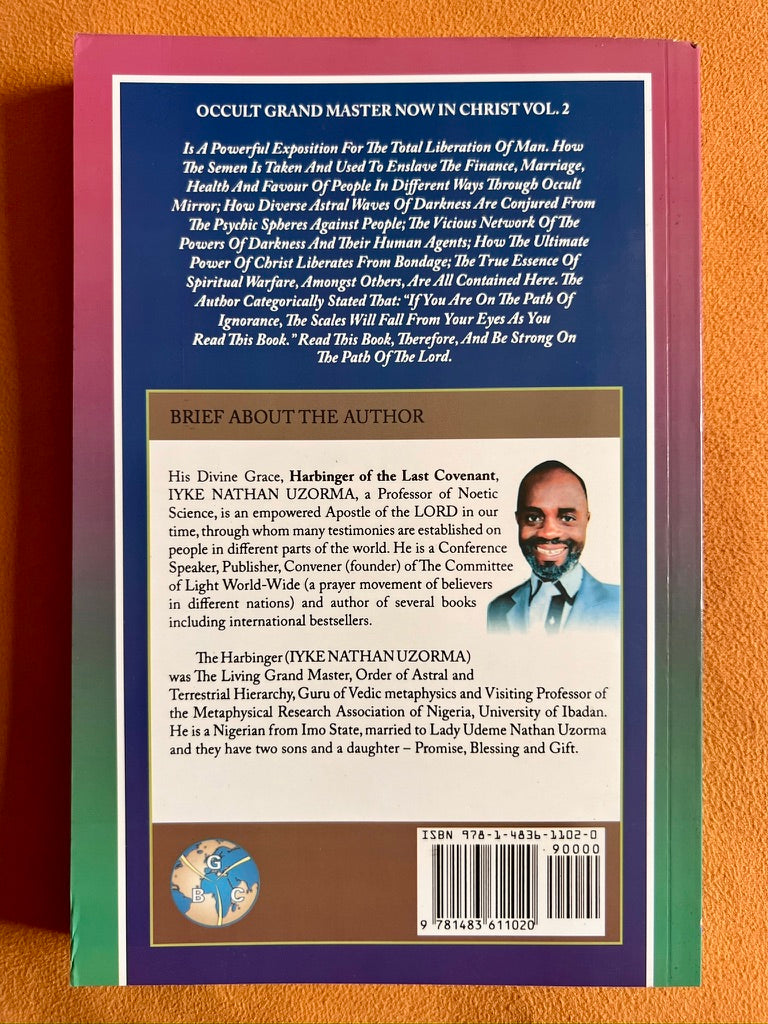 OCCULT GRAND MASTER NOW IN CHRIST VOL. 2
Is A Powerful Exposition For The Total Liberation Of Man. How
The Semen Is Taken And Used To Enslave The Finance, Marriage,
Health And Favour Of People In Different Ways Through Occult
Mirror; How Diverse Astral Waves Of Darkness Are Conjured From
The Psychic Spheres Against People; The Vicious Network Of The
Powers Of Darkness And Their Human Agents; How The Ultimate
Power Of Christ Liberates From Bondage; The True Essence Of
Spiritual Warfare, Amongst Others, Are All Contained Here. The
Author Categorically Stated That: “If You Are On The Path Of
Ignorance, The Scales Will Fall From Your Eyes As You
Read This Book.” Read This Book, Therefore, And Be Strong On
The Path Of The Lord.
BRIEF ABOUT THE AUTHOR
His Divine Grace, Harbinger of the Last Covenant,
IYKE NATHAN UZORMA, a Professor of Noetic
Science, is an empowered Apostle of the LORD in our
time, through whom many testimonies are established on
people in different parts of the world. He is a Conference
Speaker, Publisher, Convener (founder) of The Committee
of Light World-Wide (a prayer movement of believers
in different nations) and author of several books
including international bestsellers.
The Harbinger (IYKE NATHAN UZORMA)
was The Living Grand Master, Order of Astral and
Terrestrial Hierarchy, Guru of Vedic metaphysics and Visiting Professor of
the Metaphysical Research Association of Nigeria, University of Ibadan.
He is a Nigerian from Imo State, married to Lady Udeme Nathan Uzorma
and they have two sons and a daughter – Promise, Blessing and Gift.
G
B C
ISBN 978-1-4836-1102-0
90000
9 781483 611020